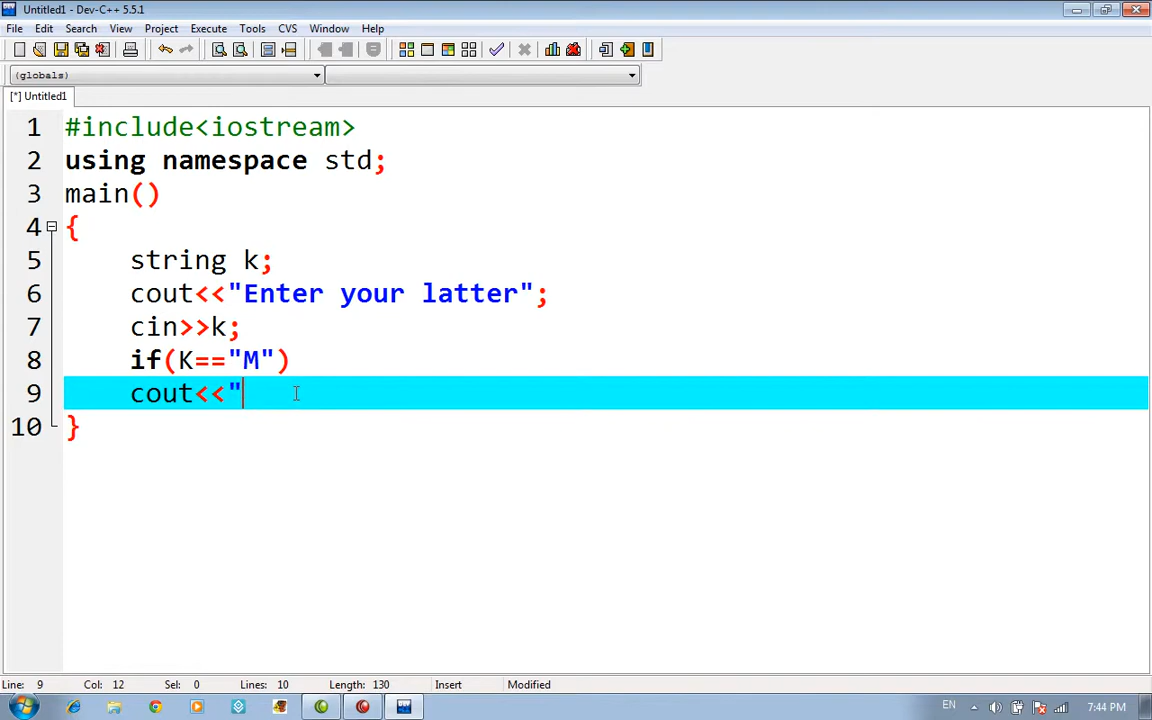 Untitled1 - Dev-C++ 5.5.1
File Edit Search View Project Execute Tools CVS Window Help
(globals)
[*] Untitled1
1 #include<iostream>
2 using namespace std;
3 main()
4 {
5 string k;
6 cout<<"Enter your latter";
7 cin>>k;
8 if(K=="M")
9 cout<<"
10 }
Line: 9 Col: 12 Sel: 0 Lines: 10 Length: 130 Insert Modified
EN 7:44 PM